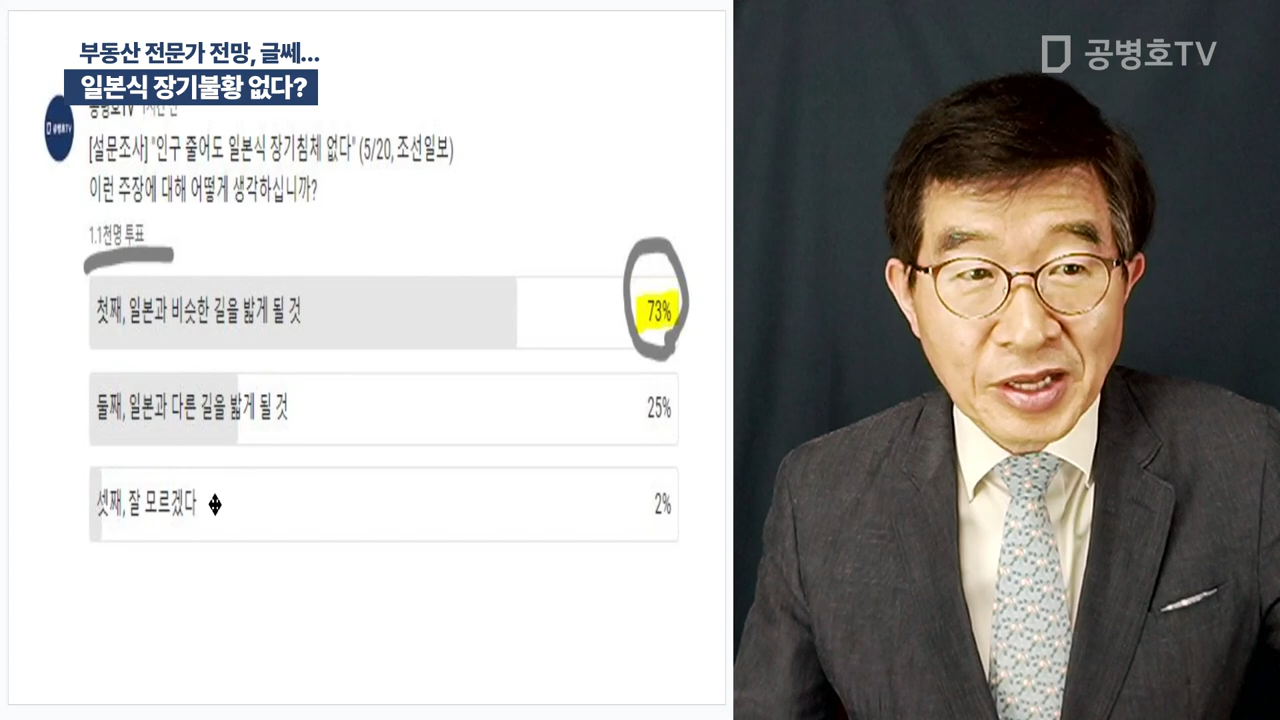 부동산 전문가 전망, 글쎄...
일본식 장기불황 없다?
공병호TV
공병호TV
[설문조사] "인구 줄어도 일본식 장기침체 없다" (5/20, 조선일보)
이런 주장에 대해 어떻게 생각하십니까?
1.1천명 투표
첫째, 일본과 비슷한 길을 밟게 될 것 73%
둘째, 일본과 다른 길을 밟게 될 것 25%
셋째, 잘 모르겠다 2%
공병호TV